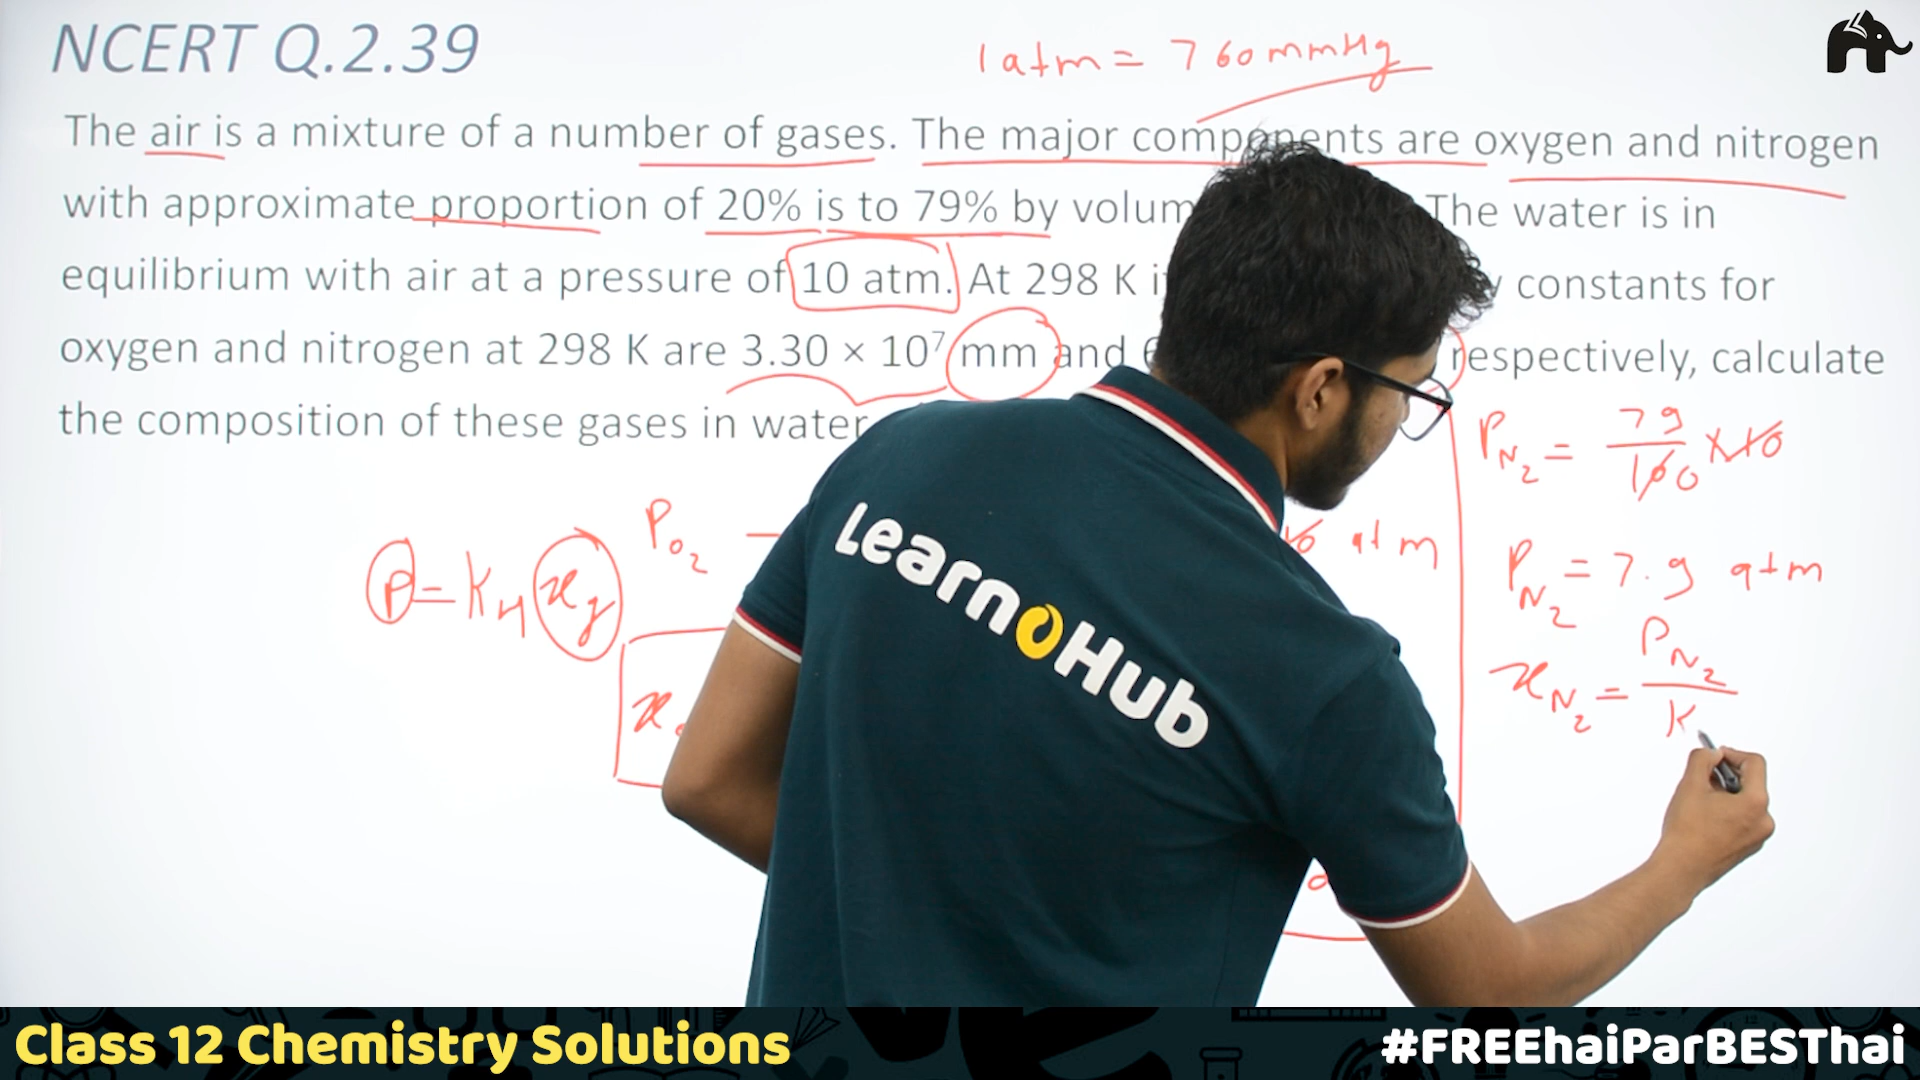 NCERT Q.2.39
1 atm = 760 mmHg
The air is a mixture of a number of gases. The major components are oxygen and nitrogen
with approximate proportion of 20% is to 79% by volum The water is in
equilibrium with air at a pressure of 10 atm. At 298 K i constants for
oxygen and nitrogen at 298 K are 3.30 × 10⁷ mm and respectively, calculate
the composition of these gases in water
P = K_H x_g
P_O₂
10 atm
x
P_N₂ = 79/100 × 10
P_N₂ = 7.9 atm
x_N₂ = P_N₂/K
LearnoHub
Class 12 Chemistry Solutions
#FREEhaiParBESThai